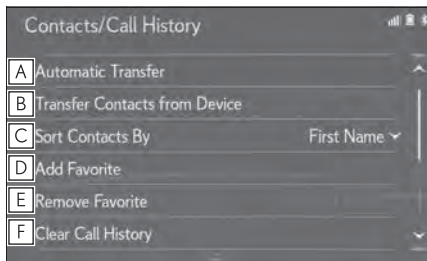 Contacts/Call History
A Automatic Transfer
B Transfer Contacts from Device
C Sort Contacts By First Name
D Add Favorite
E Remove Favorite
F Clear Call History